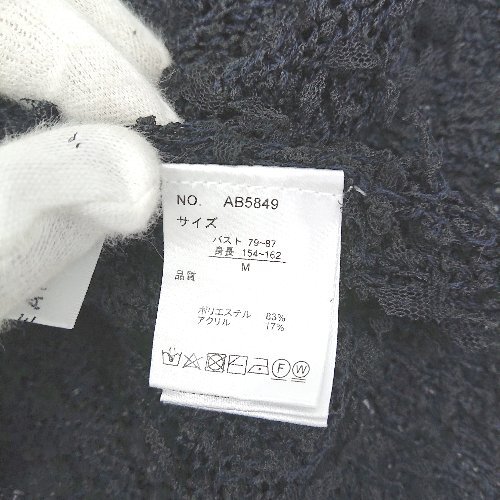 NO. AB5849
サイズ
バスト 79~87
身長 154~162
M
品質
ポリエステル 83%
アクリル 17%
F W